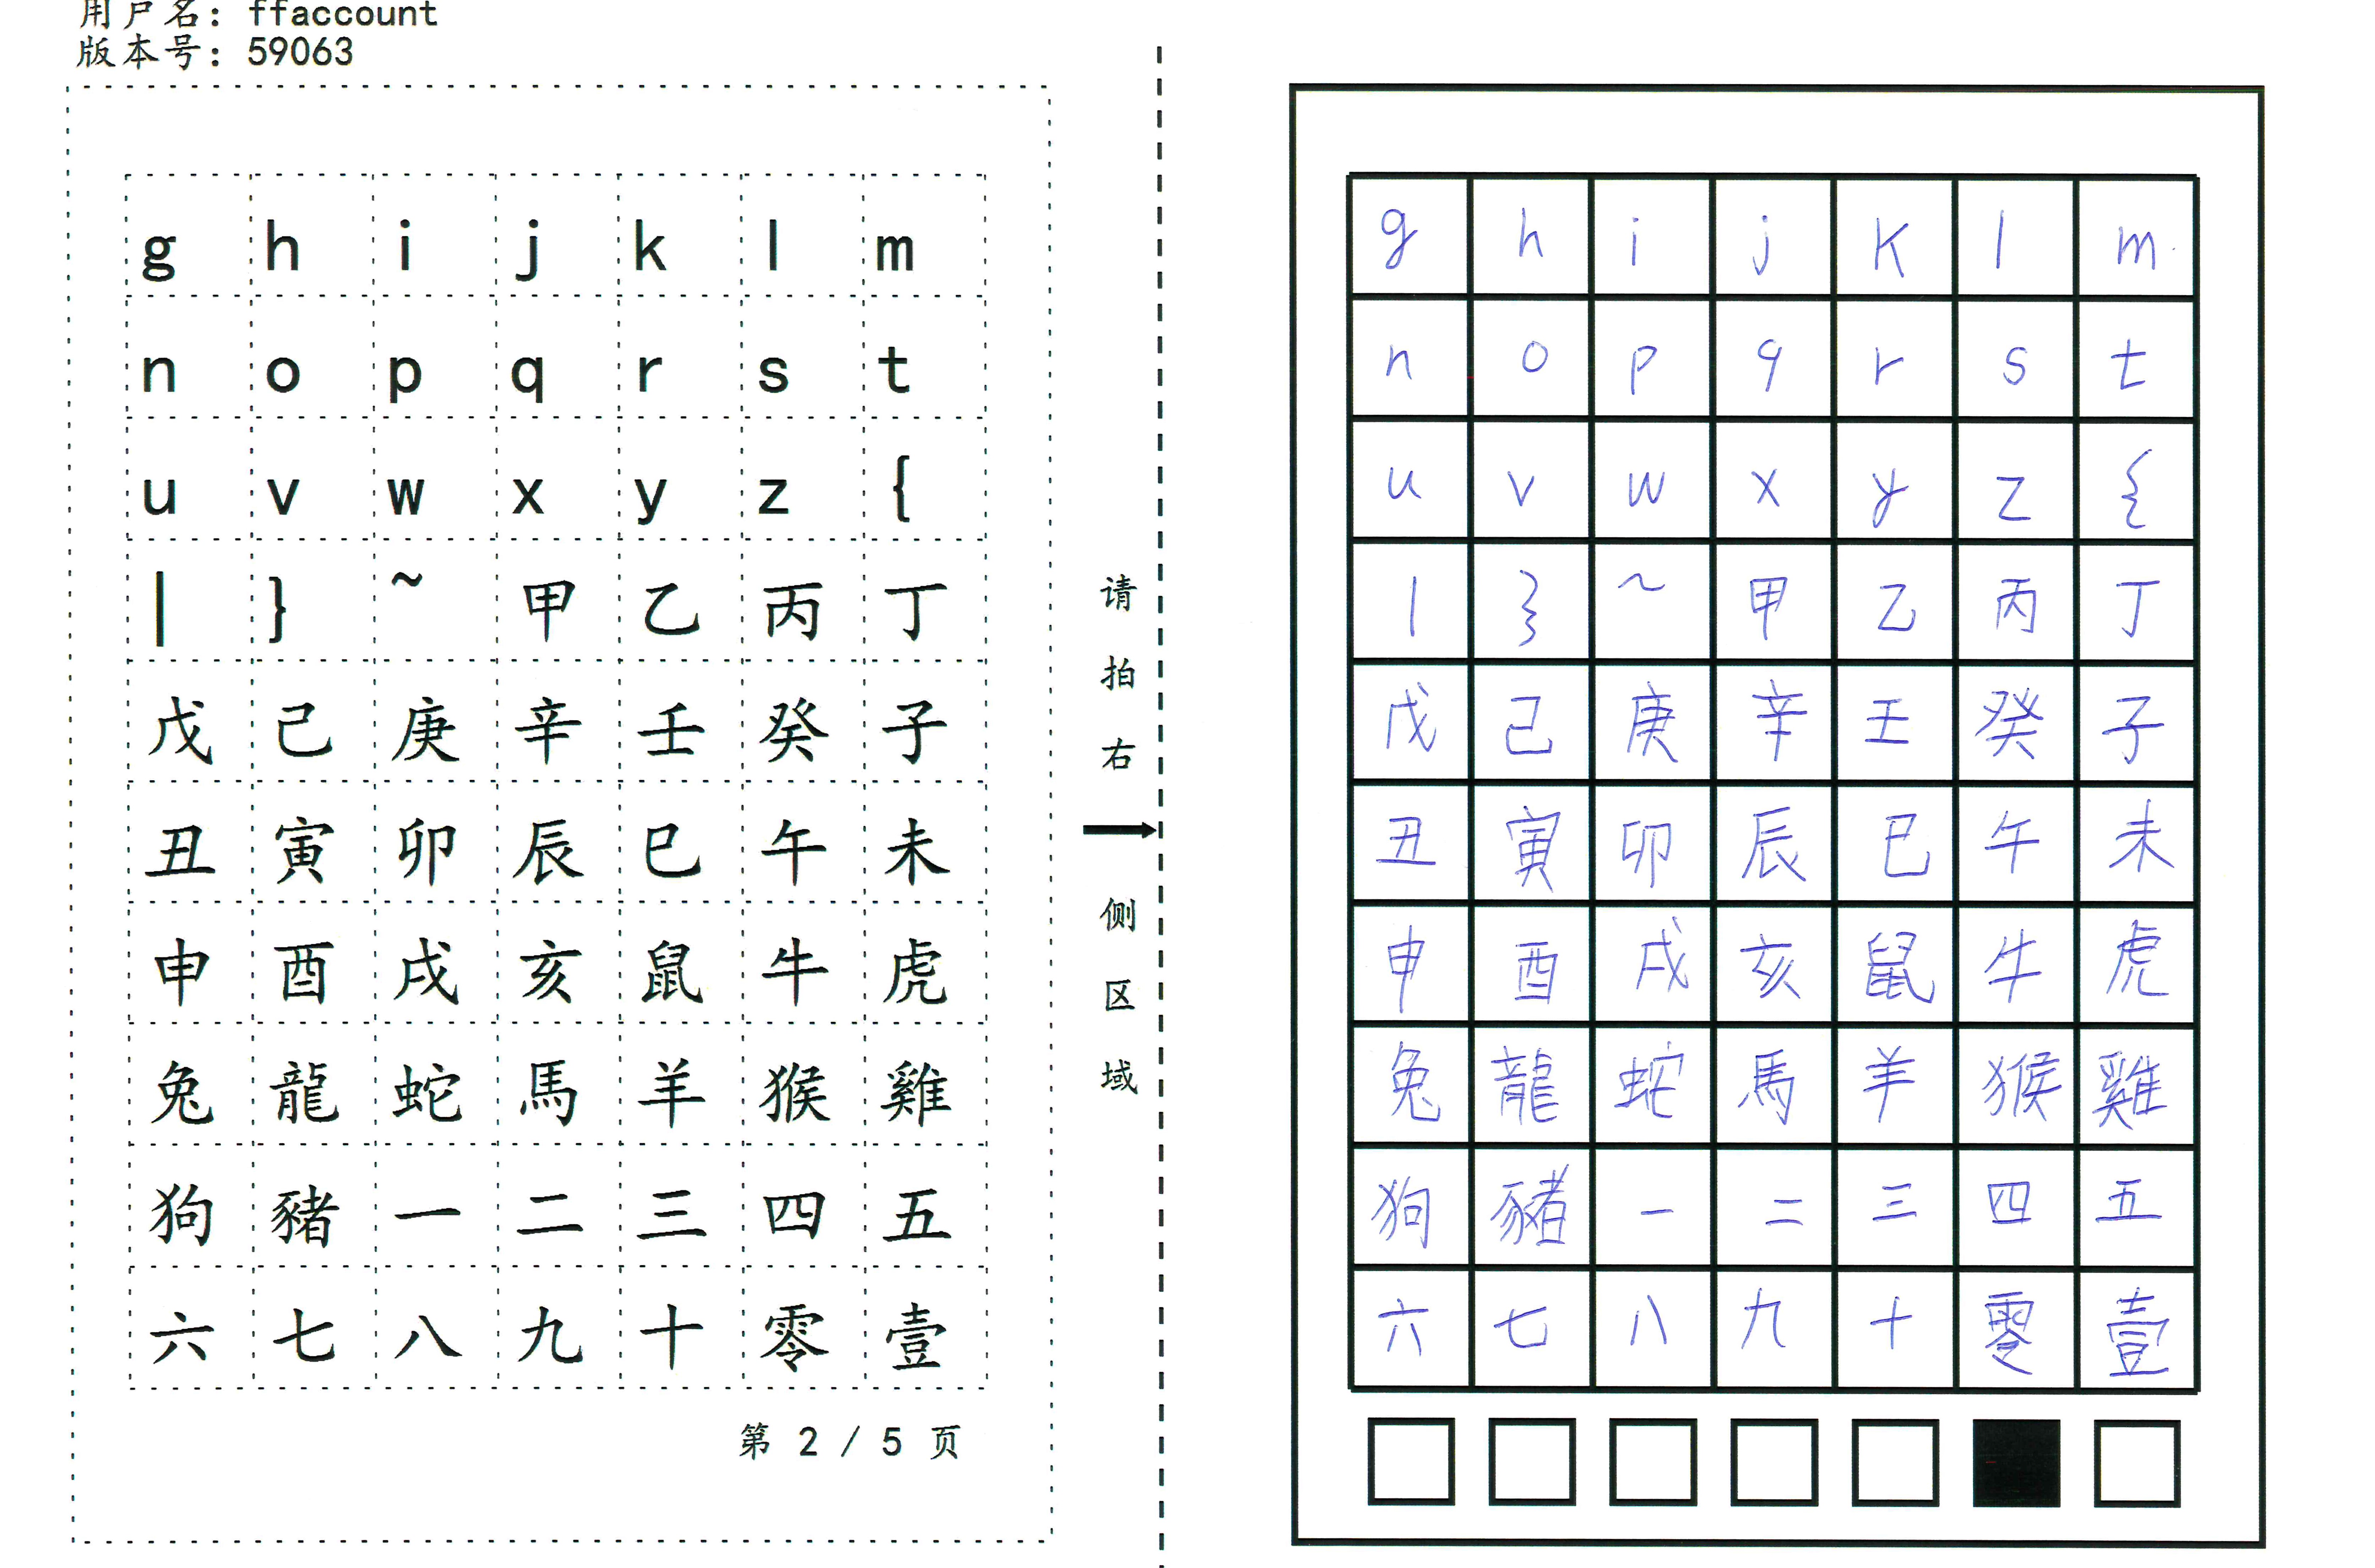 用户名: ffaccount
版本号: 59063
g h i j k l m
n o p q r s t
u v w x y z {
| } ~ 甲 乙 丙 丁
戊 己 庚 辛 壬 癸 子
丑 寅 卯 辰 巳 午 未
申 酉 戌 亥 鼠 牛 虎
兔 龍 蛇 馬 羊 猴 雞
狗 豬 一 二 三 四 五
六 七 八 九 十 零 壹
第 2 / 5 页
请拍右侧区域
g h i j k l m
n o p q r s t
u v w x y z {
| } ~ 甲 乙 丙 丁
戊 己 庚 辛 壬 癸 子
丑 寅 卯 辰 巳 午 未
申 酉 戌 亥 鼠 牛 虎
兔 龍 蛇 馬 羊 猴 雞
狗 豬 一 二 三 四 五
六 七 八 九 十 零 壹